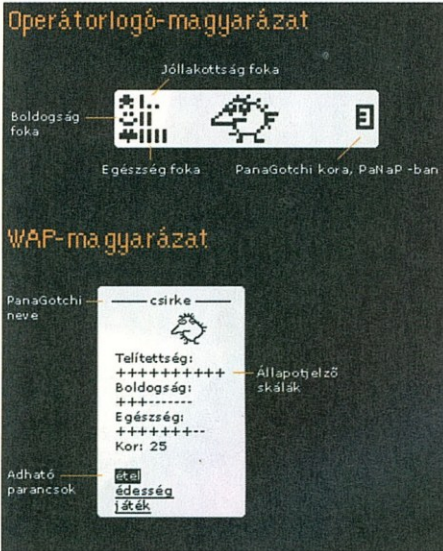 Operátorlogó-magyarázat
Jóllakottság foka
Boldogság
foka
3
Egészség foka
PanaGotchi kora, PaNaP-ban
WAP-magyarázat
PanaGotchi
neve
csirke
Telítettség:
++++++++++
Állapotjelző
skálák
Boldogság:
+++-------
Egészség:
+++++++--
Kor: 25
Adható
parancsok
étel
édesség
játék